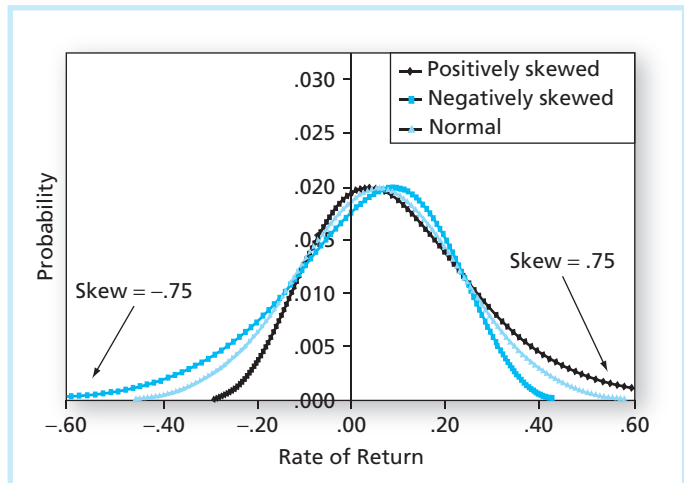 .030
.025
.020
.015
.010
.005
.000
Probability
Positively skewed
Negatively skewed
Normal
Skew = −.75
Skew = .75
−.60 −.40 −.20 .00 .20 .40 .60
Rate of Return